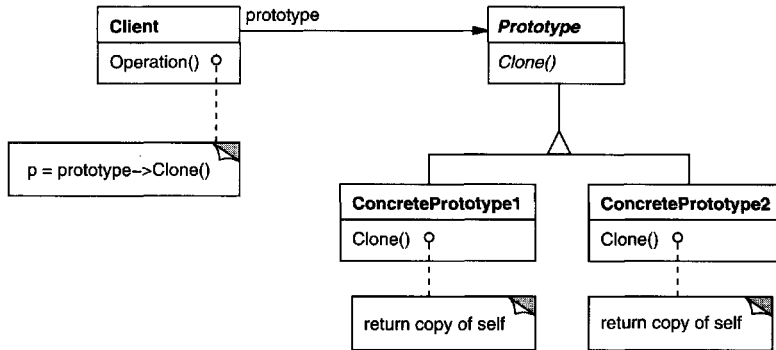 Client
prototype
Prototype
Operation()
Clone()
p = prototype->Clone()
ConcretePrototype1
ConcretePrototype2
Clone()
Clone()
return copy of self
return copy of self